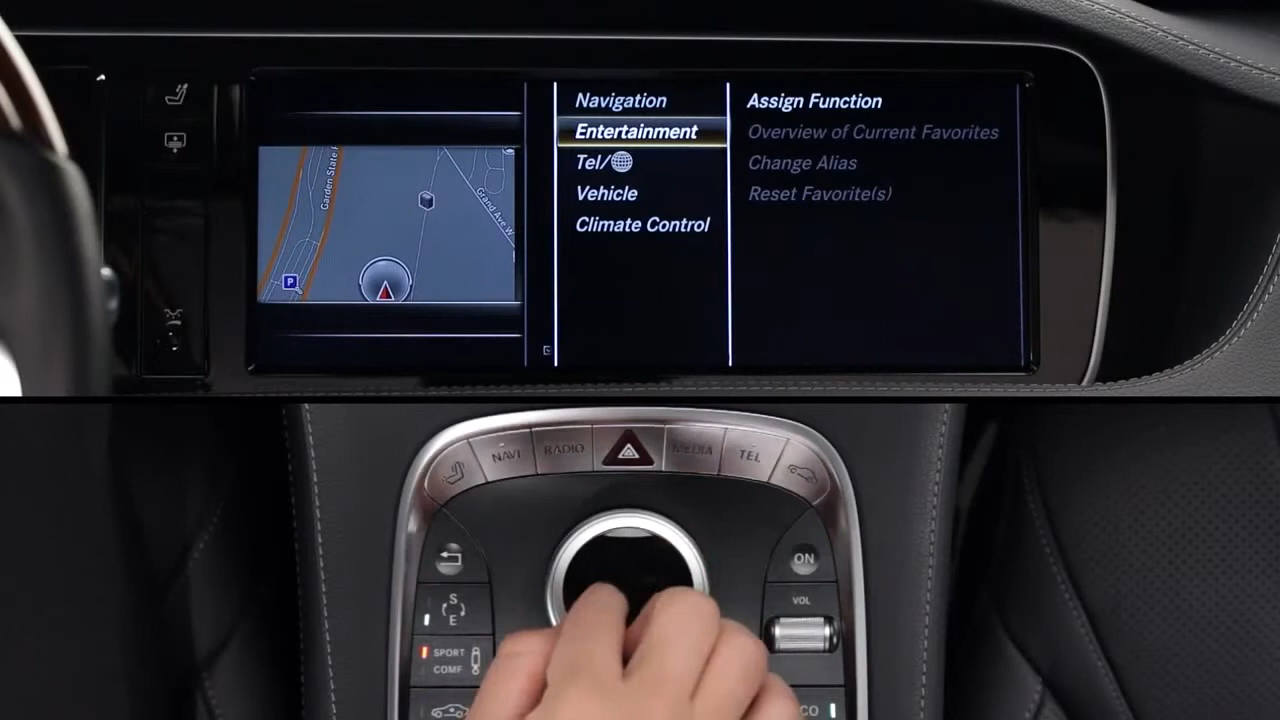 Navigation
Entertainment
Tel/
Vehicle
Climate Control
Assign Function
Overview of Current Favorites
Change Alias
Reset Favorite(s)
Garden State
Grand Ave W
P
NAVI
RADIO
MEDIA
TEL
ON
S
E
VOL
SPORT
COMF
CO